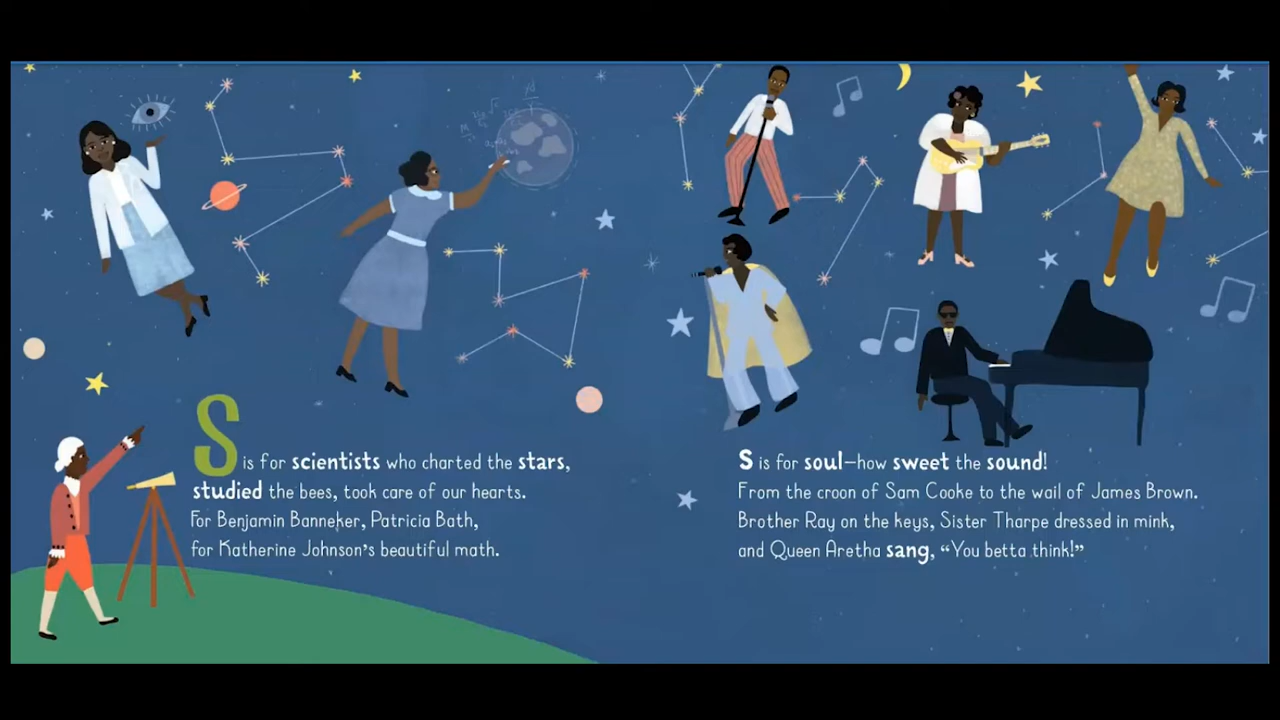 S is for scientists who charted the stars,
studied the bees, took care of our hearts.
For Benjamin Banneker, Patricia Bath,
for Katherine Johnson's beautiful math.
S is for soul—how sweet the sound!
From the croon of Sam Cooke to the wail of James Brown.
Brother Ray on the keys, Sister Tharpe dressed in mink,
and Queen Aretha sang, “You betta think!”